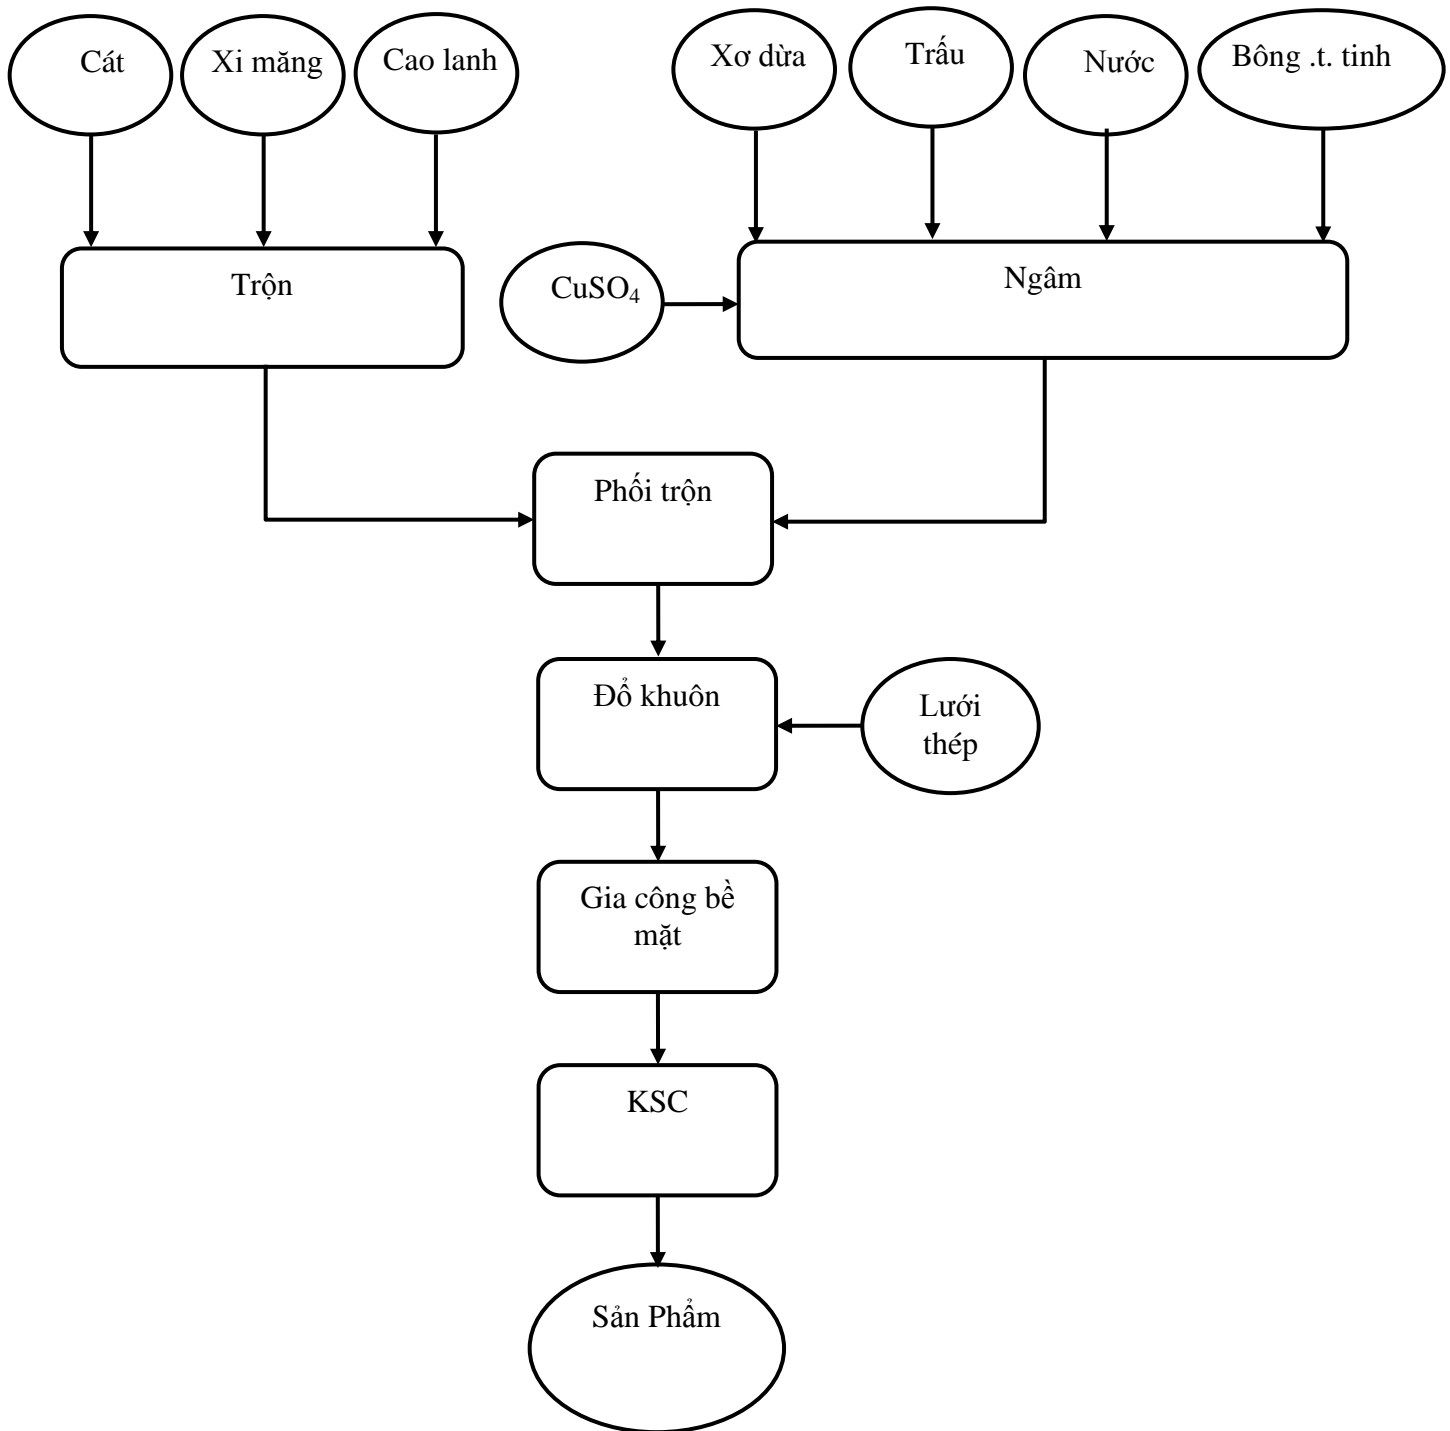 Cát
Xi măng
Cao lanh
Xơ dừa
Trấu
Nước
Bông .t. tinh
Trộn
CuSO₄
Ngâm
Phối trộn
Đổ khuôn
Lưới
thép
Gia công bề
mặt
KSC
Sản Phẩm